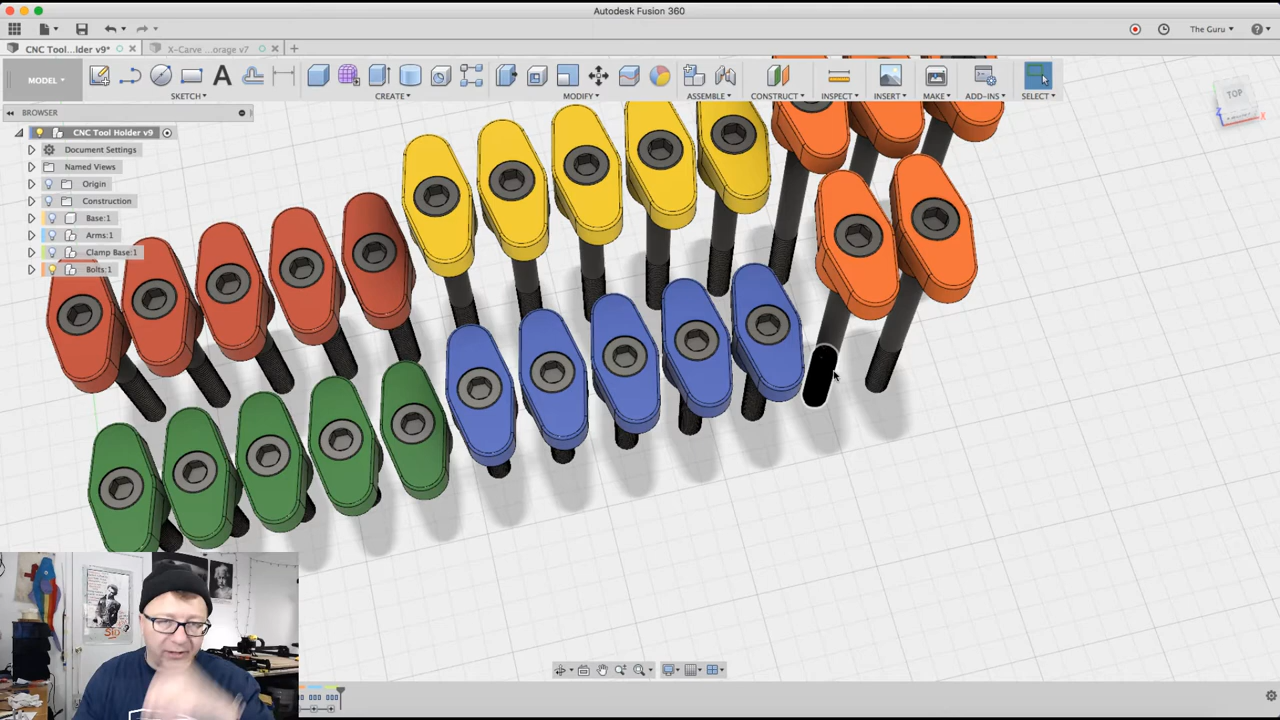 Autodesk Fusion 360
The Guru
CNC Tool...lder v9*
X-Carve ...orage v7
MODEL
SKETCH
CREATE
MODIFY
ASSEMBLE
CONSTRUCT
INSPECT
INSERT
MAKE
ADD-INS
SELECT
TOP
Z
X
BROWSER
CNC Tool Holder v9
Document Settings
Named Views
Origin
Construction
Base:1
Arms:1
Clamp Base:1
Bolts:1